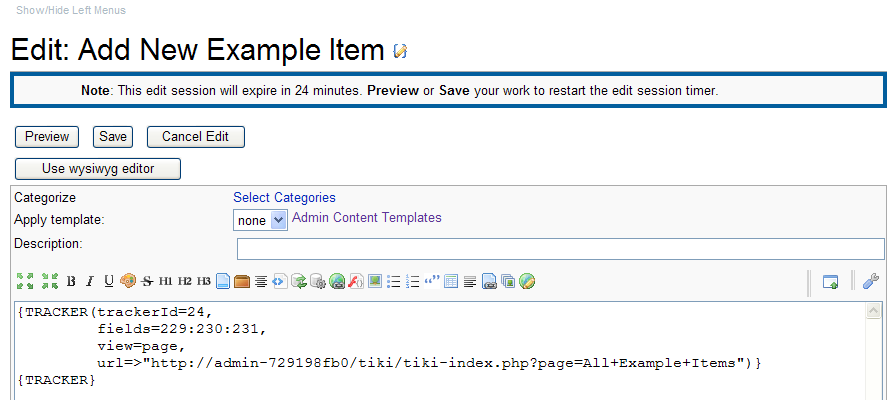 Show/Hide Left Menus
Edit: Add New Example Item
Note: This edit session will expire in 24 minutes. Preview or Save your work to restart the edit session timer.
Preview Save Cancel Edit
Use wysiwyg editor
Categorize Select Categories
Apply template: none Admin Content Templates
Description:
B I U S H1 H2 H3
{TRACKER(trackerId=24,
fields=229:230:231,
view=page,
url=>"http://admin-729198fb0/tiki/tiki-index.php?page=All+Example+Items")}
{TRACKER}